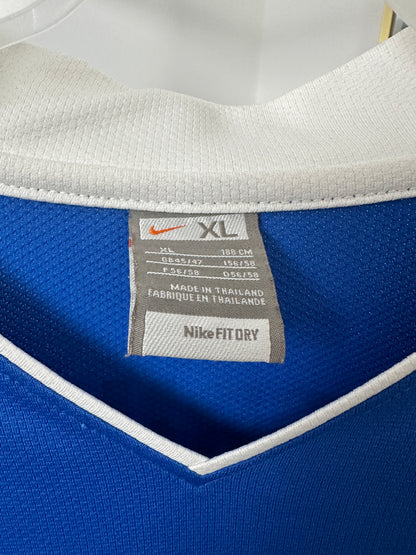 XL
XL 188 CM
GB45/47 I56/58
F56/58 D56/58
MADE IN THAILAND
FABRIQUE EN THAILANDE
Nike FIT DRY